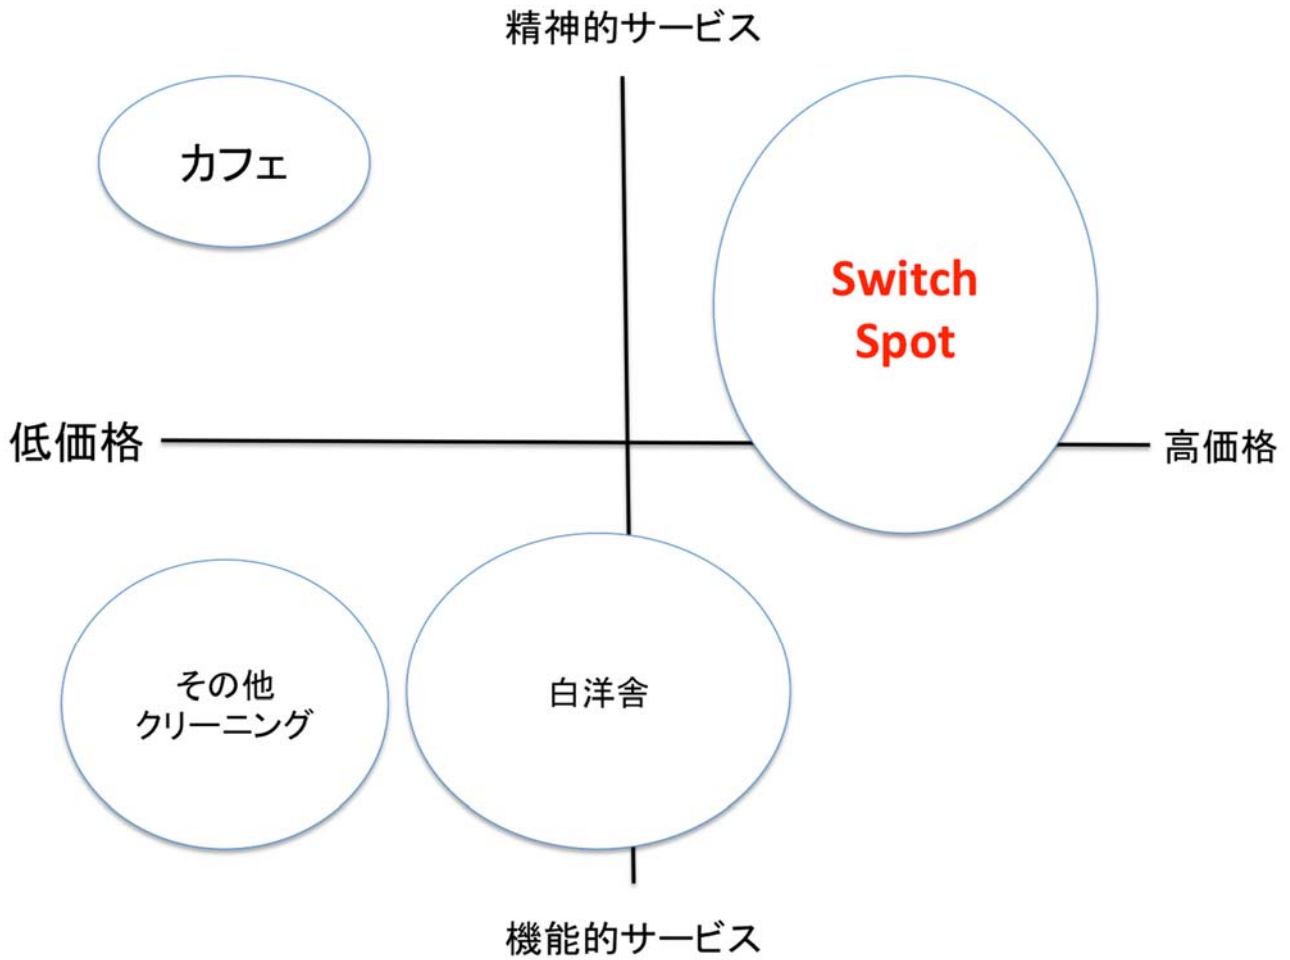 精神的サービス
カフェ
Switch
Spot
低価格
高価格
その他
クリーニング
白洋舎
機能的サービス